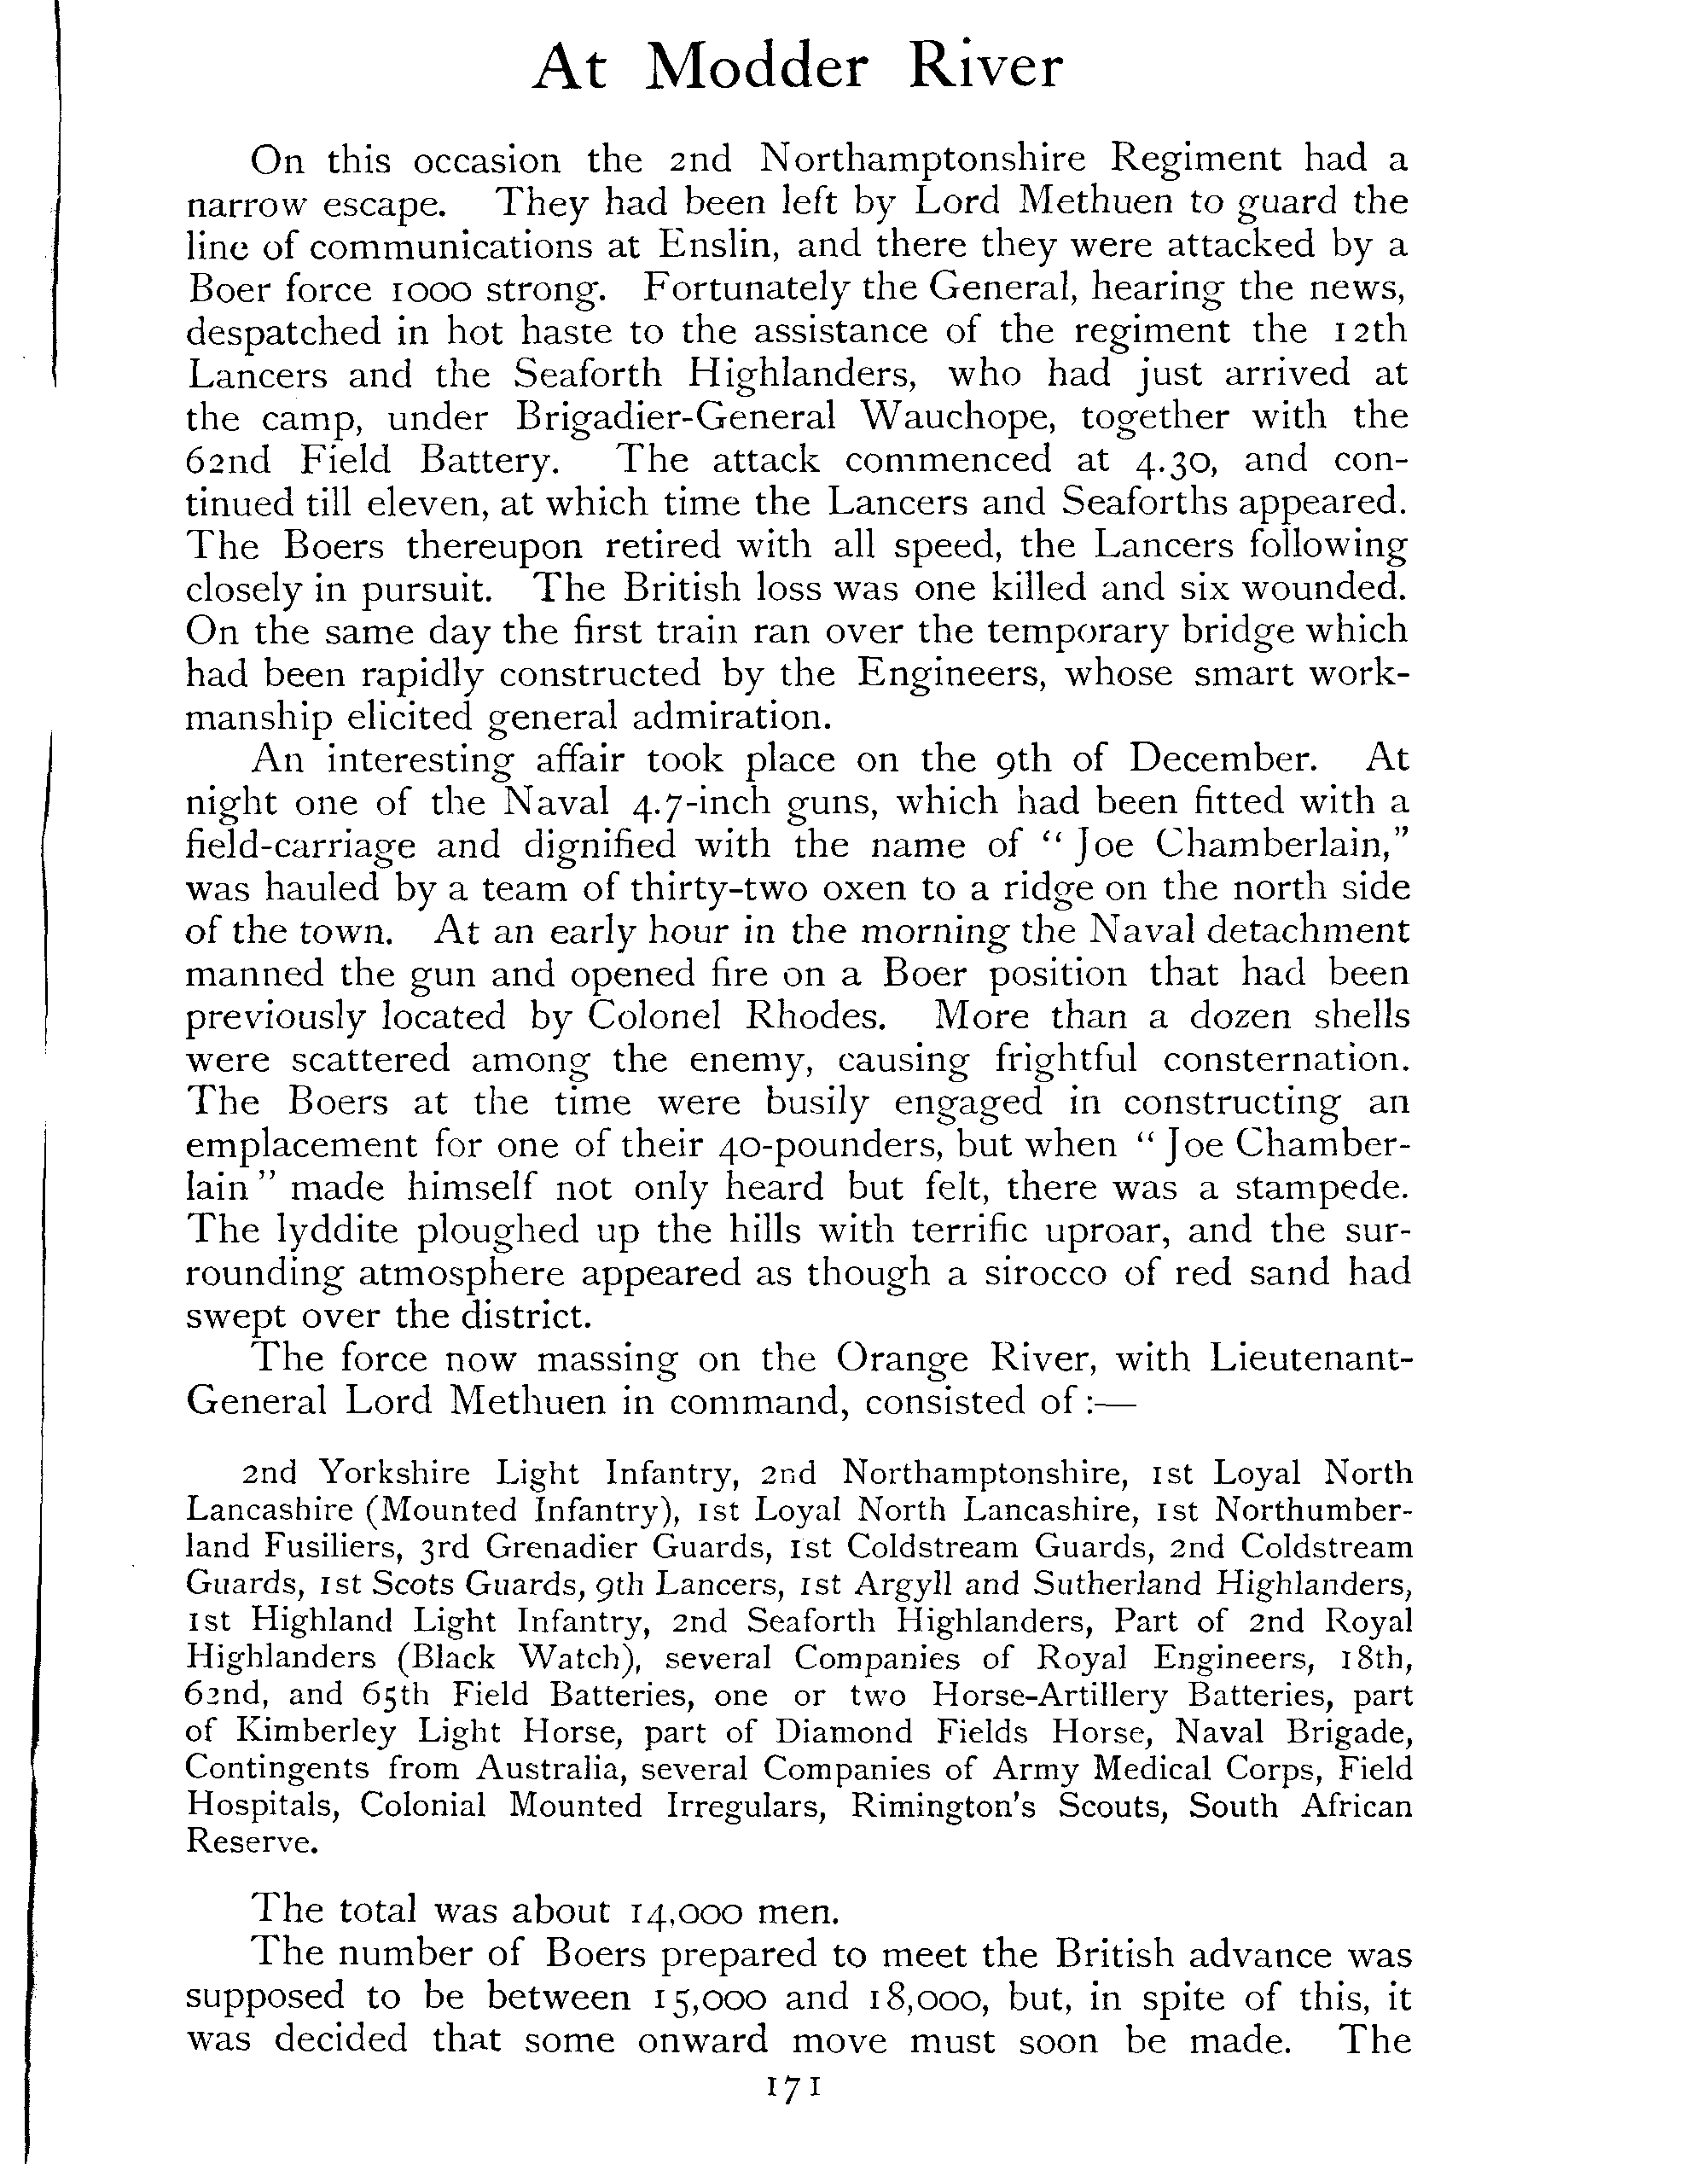 At Modder River
On this occasion the 2nd Northamptonshire Regiment had a
narrow escape. They had been left by Lord Methuen to guard the
line of communications at Enslin, and there they were attacked by a
Boer force 1000 strong. Fortunately the General, hearing the news,
despatched in hot haste to the assistance of the regiment the 12th
Lancers and the Seaforth Highlanders, who had just arrived at
the camp, under Brigadier-General Wauchope, together with the
62nd Field Battery. The attack commenced at 4.30, and con-
tinued till eleven, at which time the Lancers and Seaforths appeared.
The Boers thereupon retired with all speed, the Lancers following
closely in pursuit. The British loss was one killed and six wounded.
On the same day the first train ran over the temporary bridge which
had been rapidly constructed by the Engineers, whose smart work-
manship elicited general admiration.
An interesting affair took place on the 9th of December. At
night one of the Naval 4.7-inch guns, which had been fitted with a
field-carriage and dignified with the name of “Joe Chamberlain,”
was hauled by a team of thirty-two oxen to a ridge on the north side
of the town. At an early hour in the morning the Naval detachment
manned the gun and opened fire on a Boer position that had been
previously located by Colonel Rhodes. More than a dozen shells
were scattered among the enemy, causing frightful consternation.
The Boers at the time were busily engaged in constructing an
emplacement for one of their 40-pounders, but when “Joe Chamber-
lain” made himself not only heard but felt, there was a stampede.
The lyddite ploughed up the hills with terrific uproar, and the sur-
rounding atmosphere appeared as though a sirocco of red sand had
swept over the district.
The force now massing on the Orange River, with Lieutenant-
General Lord Methuen in command, consisted of:—
2nd Yorkshire Light Infantry, 2nd Northamptonshire, 1st Loyal North
Lancashire (Mounted Infantry), 1st Loyal North Lancashire, 1st Northumber-
land Fusiliers, 3rd Grenadier Guards, 1st Coldstream Guards, 2nd Coldstream
Guards, 1st Scots Guards, 9th Lancers, 1st Argyll and Sutherland Highlanders,
1st Highland Light Infantry, 2nd Seaforth Highlanders, Part of 2nd Royal
Highlanders (Black Watch), several Companies of Royal Engineers, 18th,
62nd, and 65th Field Batteries, one or two Horse-Artillery Batteries, part
of Kimberley Light Horse, part of Diamond Fields Horse, Naval Brigade,
Contingents from Australia, several Companies of Army Medical Corps, Field
Hospitals, Colonial Mounted Irregulars, Rimington's Scouts, South African
Reserve.
The total was about 14,000 men.
The number of Boers prepared to meet the British advance was
supposed to be between 15,000 and 18,000, but, in spite of this, it
was decided that some onward move must soon be made. The
171